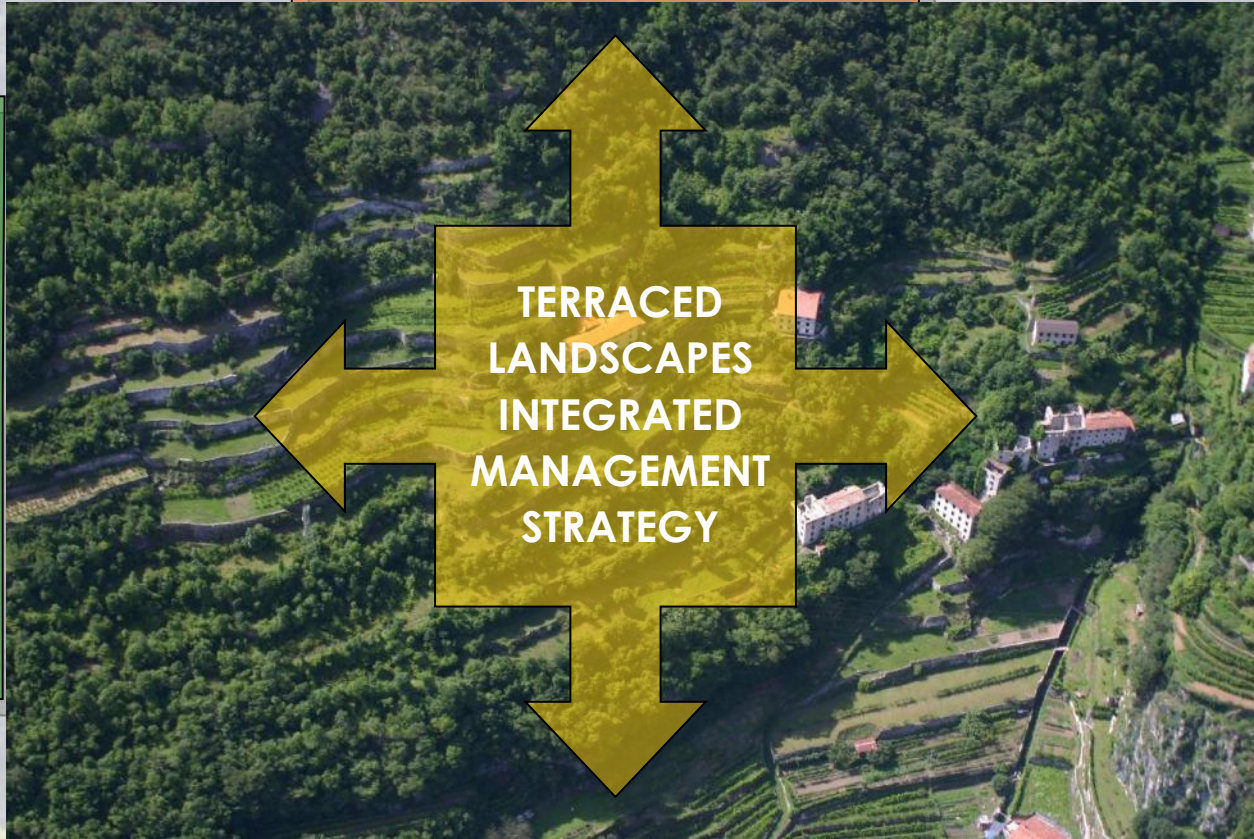 TERRACED
LANDSCAPES
INTEGRATED
MANAGEMENT
STRATEGY